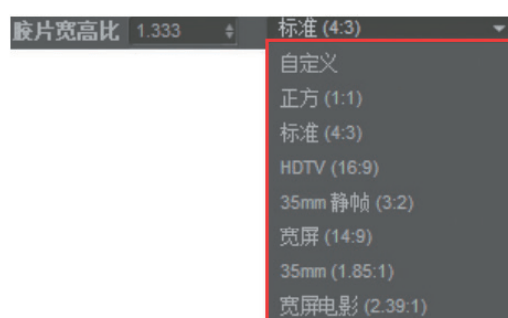 胶片宽高比 1.333 标准 (4:3)
自定义
正方 (1:1)
标准 (4:3)
HDTV (16:9)
35mm 静帧 (3:2)
宽屏 (14:9)
35mm (1.85:1)
宽屏电影 (2.39:1)